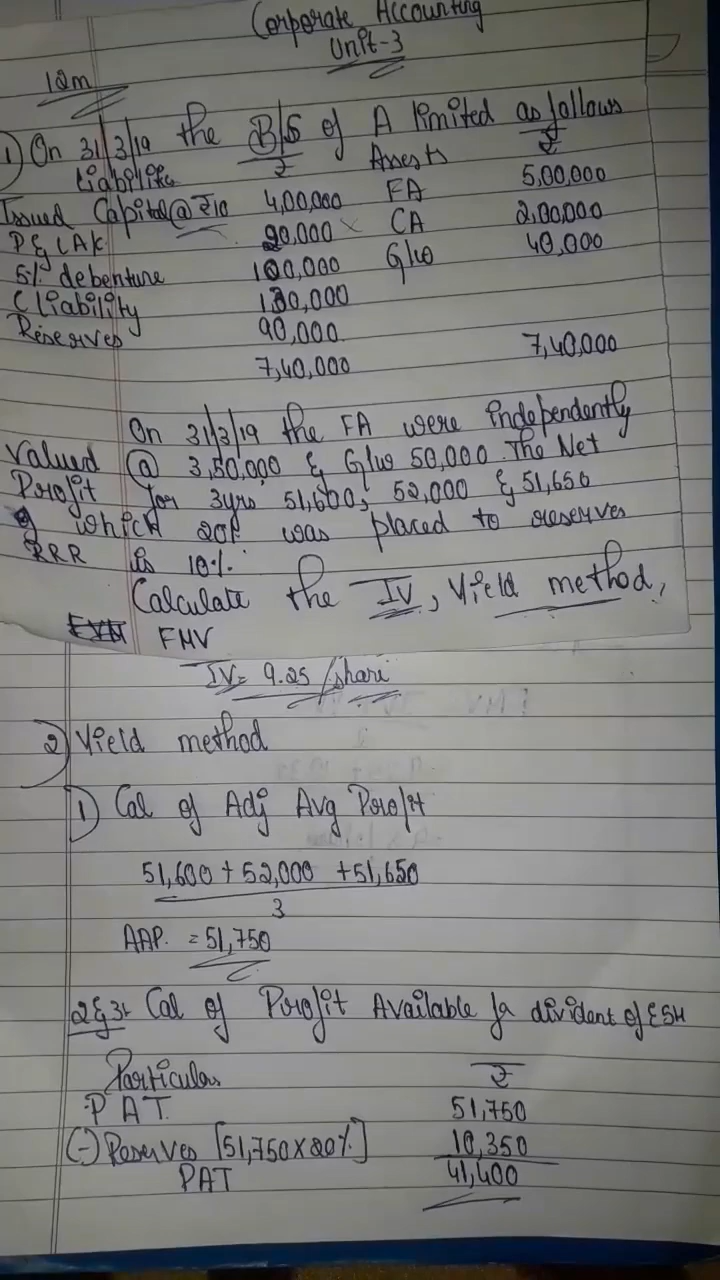 Corporate Accounting
Unit-3
12m
1) On 31/3/19 the B/S of A limited as follows
Liability ₹ Assets ₹
Issued Capital @ ₹10 4,00,000 FA 5,00,000
P & L A/c 20,000 CA 2,00,000
5% debenture 100,000 G/w 40,000
C Liability 130,000
Reserves 90,000
7,40,000 7,40,000
On 31/3/19 the FA were independently
Valued @ 3,50,000 & G/w 50,000. The Net
Profit for 3yrs 51,600; 52,000 & 51,650
of which 20% was placed to reserves
RRR is 10%.
Calculate the IV, Yield method,
FMV
IV = 9.25 /share
2) Yield method
1) Cal of Adj Avg Profit
51,600 + 52,000 + 51,650
3
AAP. = 51,750
2 & 3) Cal of Profit Available for divident of ESH
Particulars ₹
PAT 51,750
(-) Reserves [51,750 x 20%] 10,350
PAT 41,400